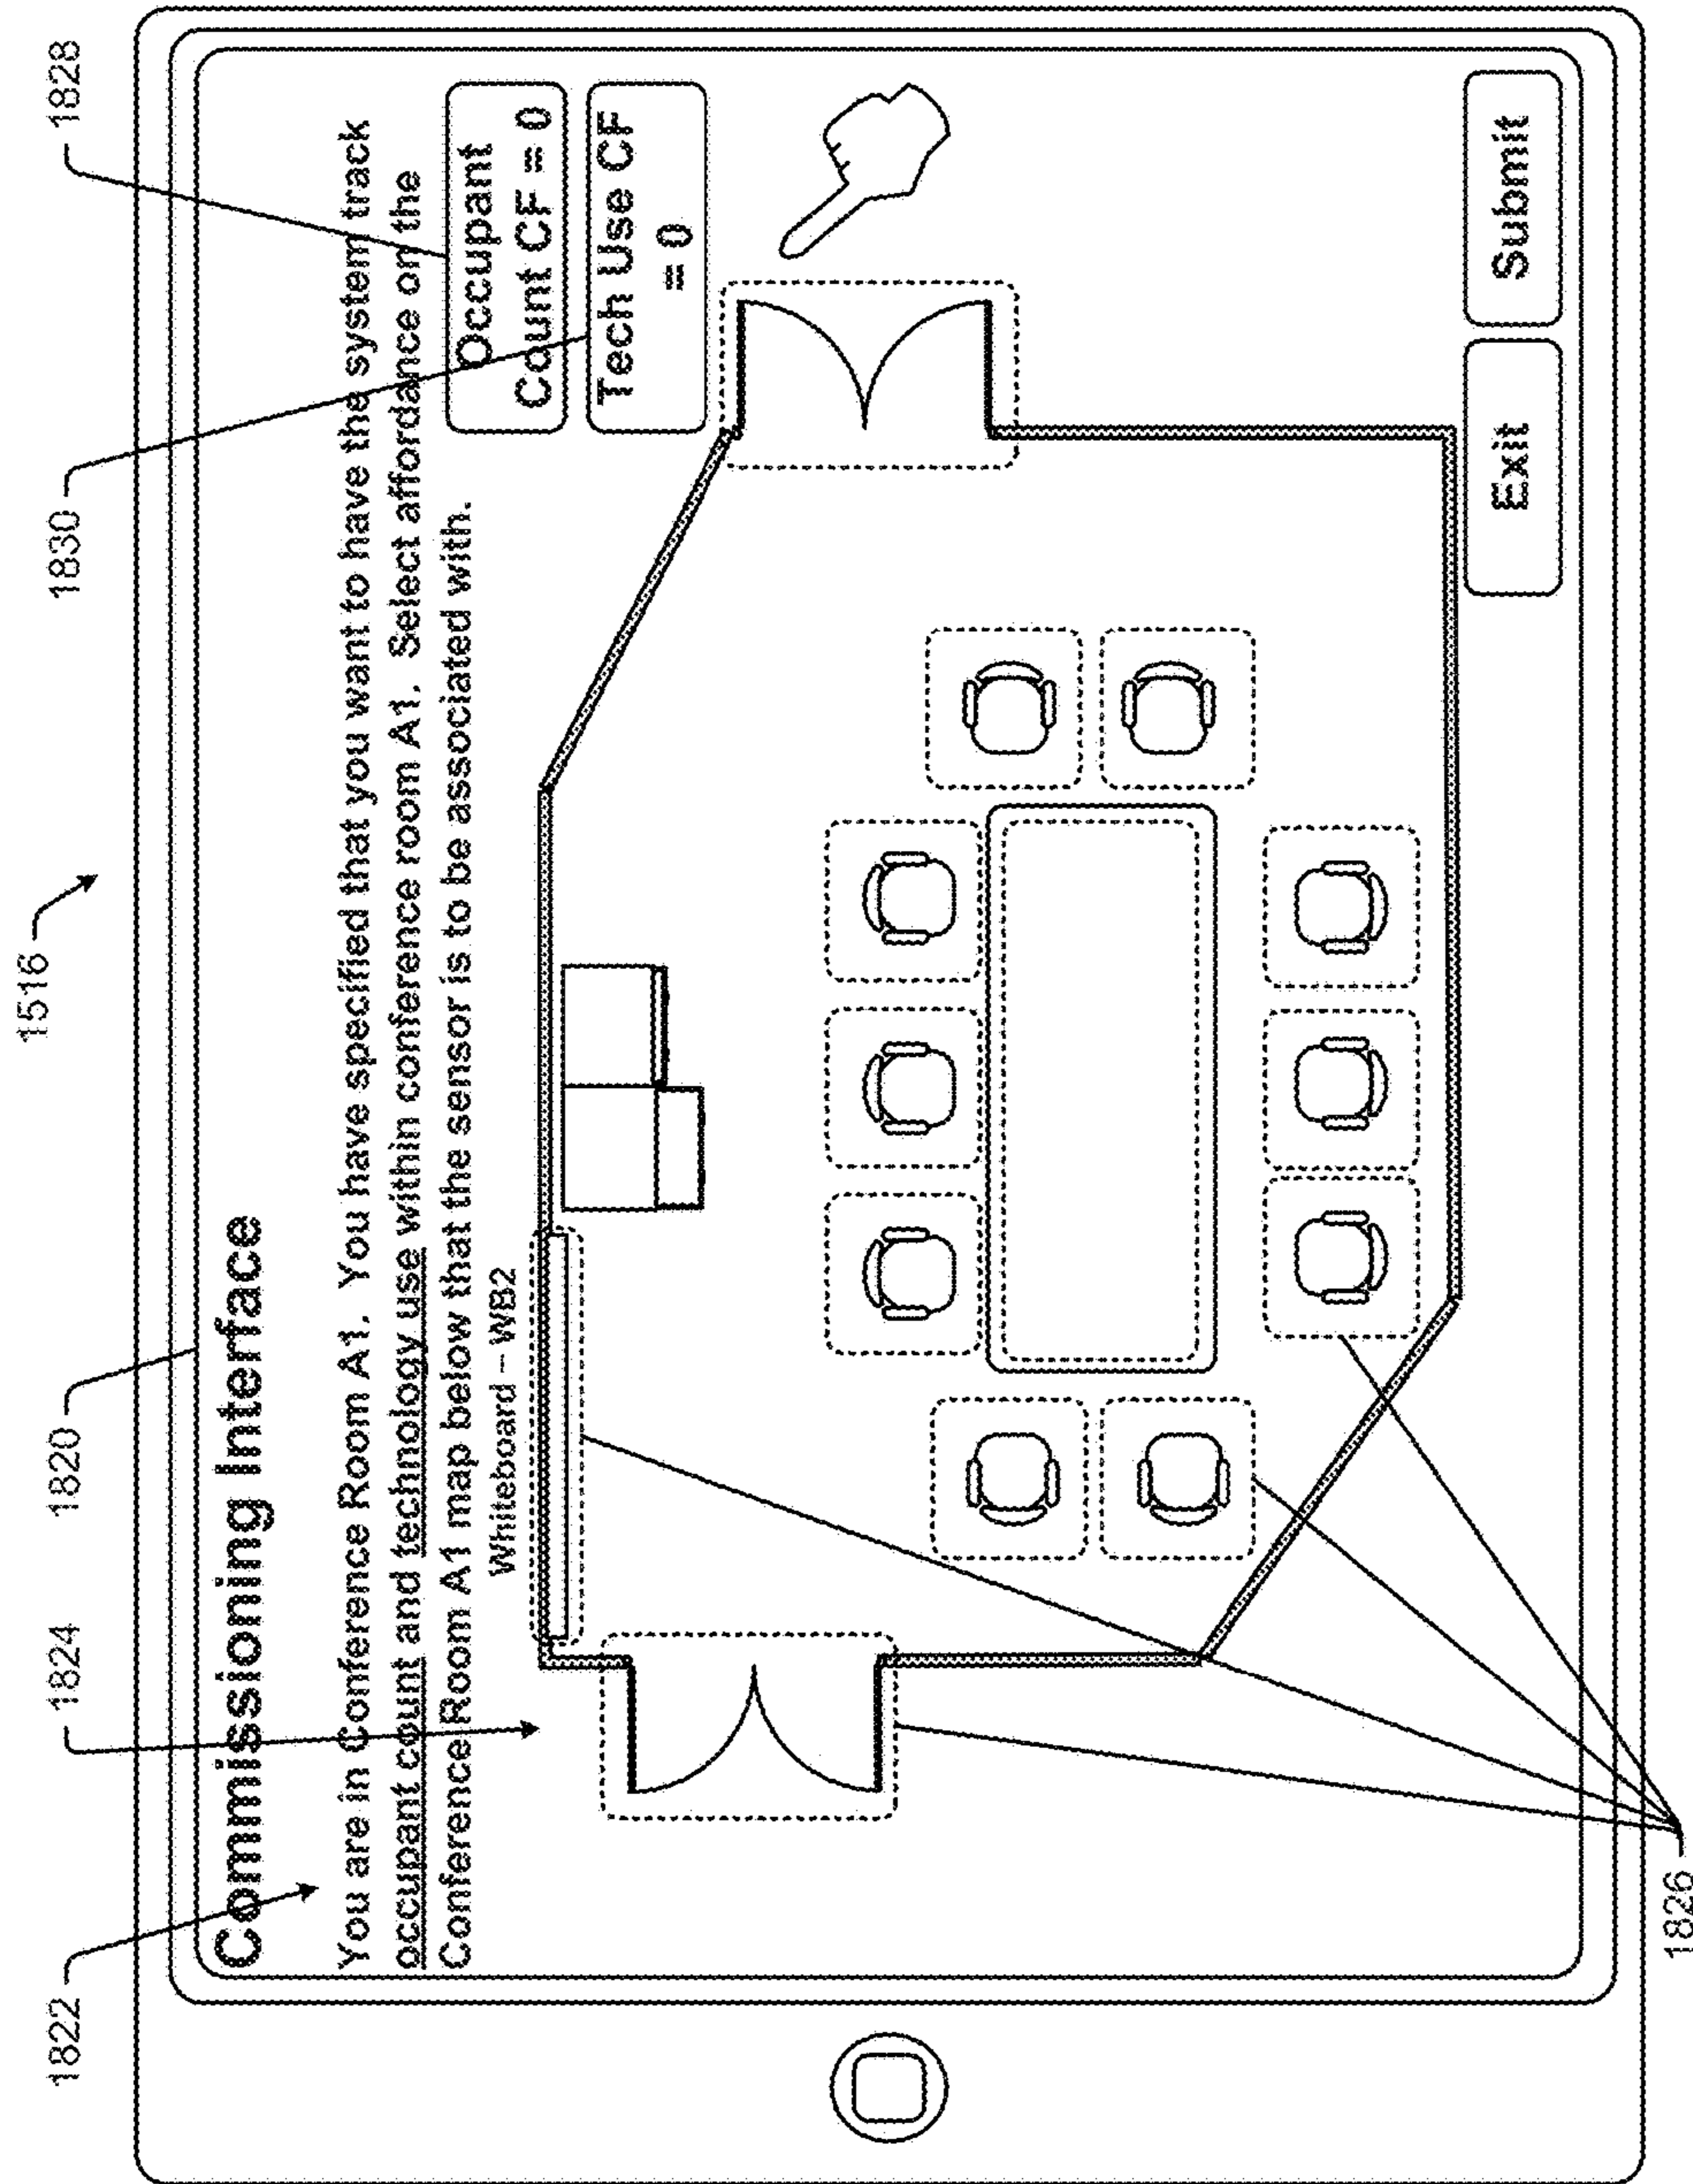 1516
1822
1824
1820
1830
1828
Commissioning Interface
You are in Conference Room A1. You have specified that you want to have the system track
occupant count and technology use within conference room A1. Select affordance on the
Conference Room A1 map below that the sensor is to be associated with.
Whiteboard – WB2
Occupant
Count CF = 0
Tech Use CF
= 0
Exit
Submit
1826